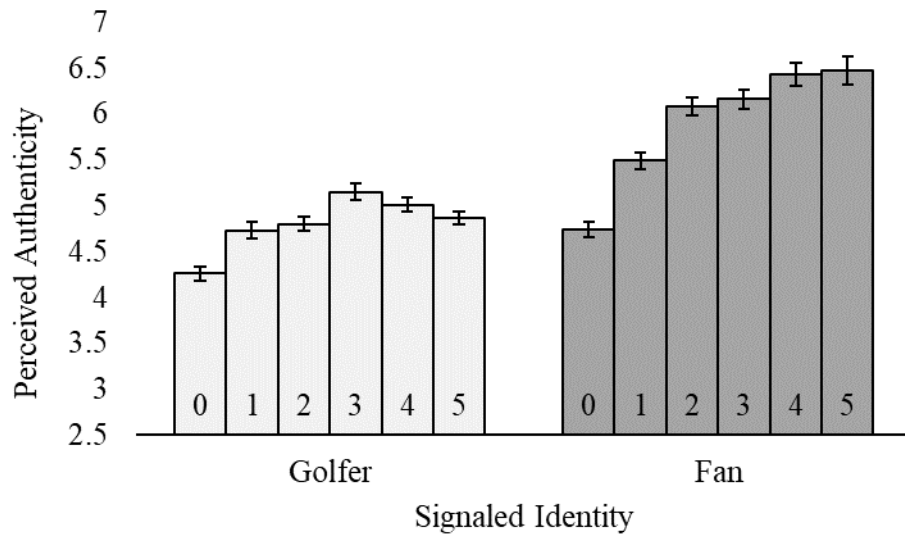 7
6.5
6
5.5
5
4.5
4
3.5
3
2.5
Perceived Authenticity
0 1 2 3 4 5 0 1 2 3 4 5
Golfer Fan
Signaled Identity